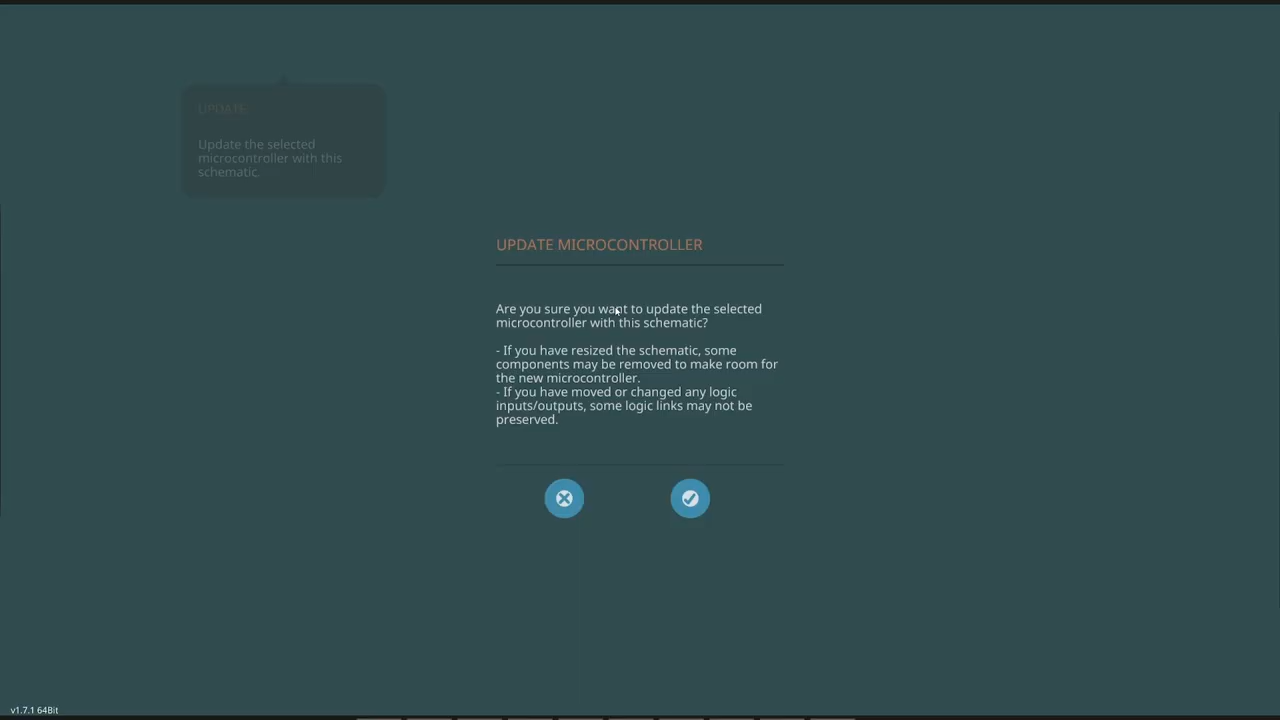 UPDATE
Update the selected
microcontroller with this
schematic.
UPDATE MICROCONTROLLER
Are you sure you want to update the selected
microcontroller with this schematic?
- If you have resized the schematic, some
components may be removed to make room for
the new microcontroller.
- If you have moved or changed any logic
inputs/outputs, some logic links may not be
preserved.
v1.7.1 64Bit